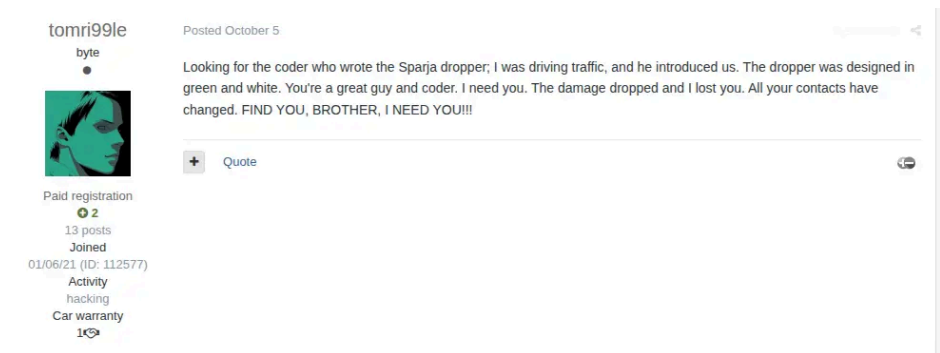 tomri99le
byte
Paid registration
2
13 posts
Joined
01/06/21 (ID: 112577)
Activity
hacking
Car warranty
1
Posted October 5
Looking for the coder who wrote the Sparja dropper; I was driving traffic, and he introduced us. The dropper was designed in
green and white. You're a great guy and coder. I need you. The damage dropped and I lost you. All your contacts have
changed. FIND YOU, BROTHER, I NEED YOU!!!
+ Quote